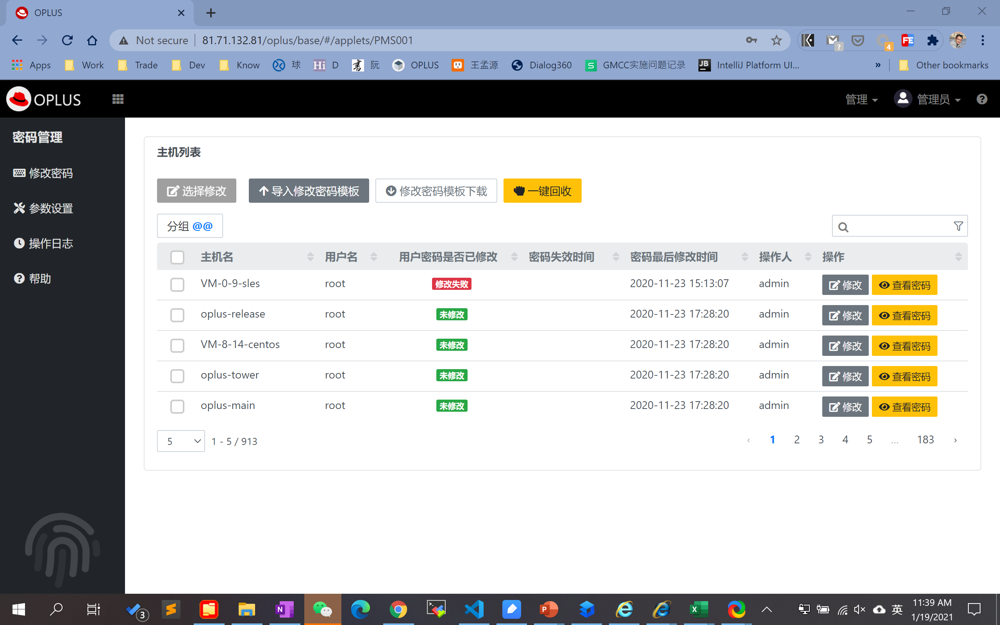 OPLUS
Not secure 81.71.132.81/oplus/base/#/applets/PMS001
Apps Work Trade Dev Know 球 Hi D 书 阮 OPLUS 王孟源 Dialog360 S GMCC实施问题记录 JB IntelliJ Platform UI... » Other bookmarks
OPLUS 管理 管理员
密码管理
修改密码
参数设置
操作日志
帮助
主机列表
选择修改 导入修改密码模板 修改密码模板下载 一键回收
分组 @@
主机名 用户名 用户密码是否已修改 密码失效时间 密码最后修改时间 操作人 操作
VM-0-9-sles root 修改失败 2020-11-23 15:13:07 admin 修改 查看密码
oplus-release root 未修改 2020-11-23 17:28:20 admin 修改 查看密码
VM-8-14-centos root 未修改 2020-11-23 17:28:20 admin 修改 查看密码
oplus-tower root 未修改 2020-11-23 17:28:20 admin 修改 查看密码
oplus-main root 未修改 2020-11-23 17:28:20 admin 修改 查看密码
5 1 - 5 / 913 ‹ 1 2 3 4 5 ... 183 ›
3 英 11:39 AM
1/19/2021